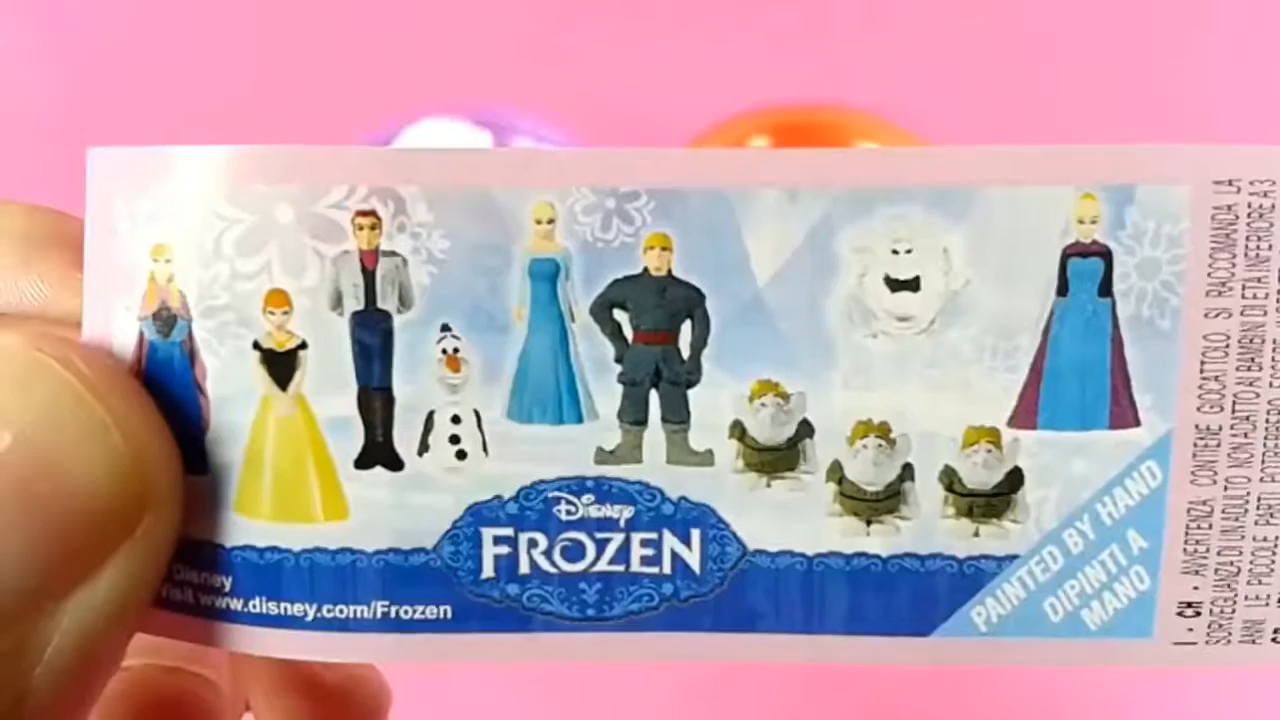 Disney
FROZEN
Disney
Visit www.disney.com/Frozen
PAINTED BY HAND
DIPINTI A
MANO
I • CH • AVVERTENZA: CONTIENE GIOCATTOLO. SI RACCOMANDA LA
SORVEGLIANZA DI UN ADULTO. NON ADATTO AI BAMBINI DI ETÀ INFERIORE A 3
ANNI. LE PICCOLE PARTI POTREBBERO ESSERE